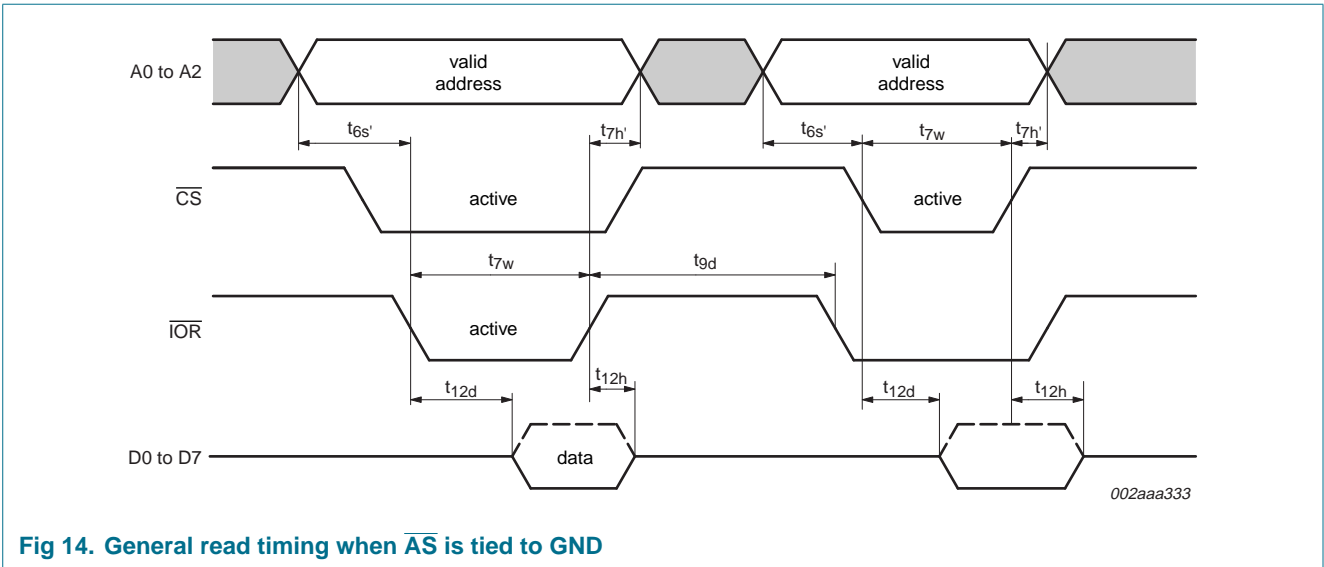 A0 to A2
valid
address
valid
address
t6s'
t7h'
t6s'
t7w
t7h'
CS
active
active
t7w
t9d
IOR
active
t12d
t12h
t12d
t12h
D0 to D7
data
002aaa333
Fig 14. General read timing when AS is tied to GND